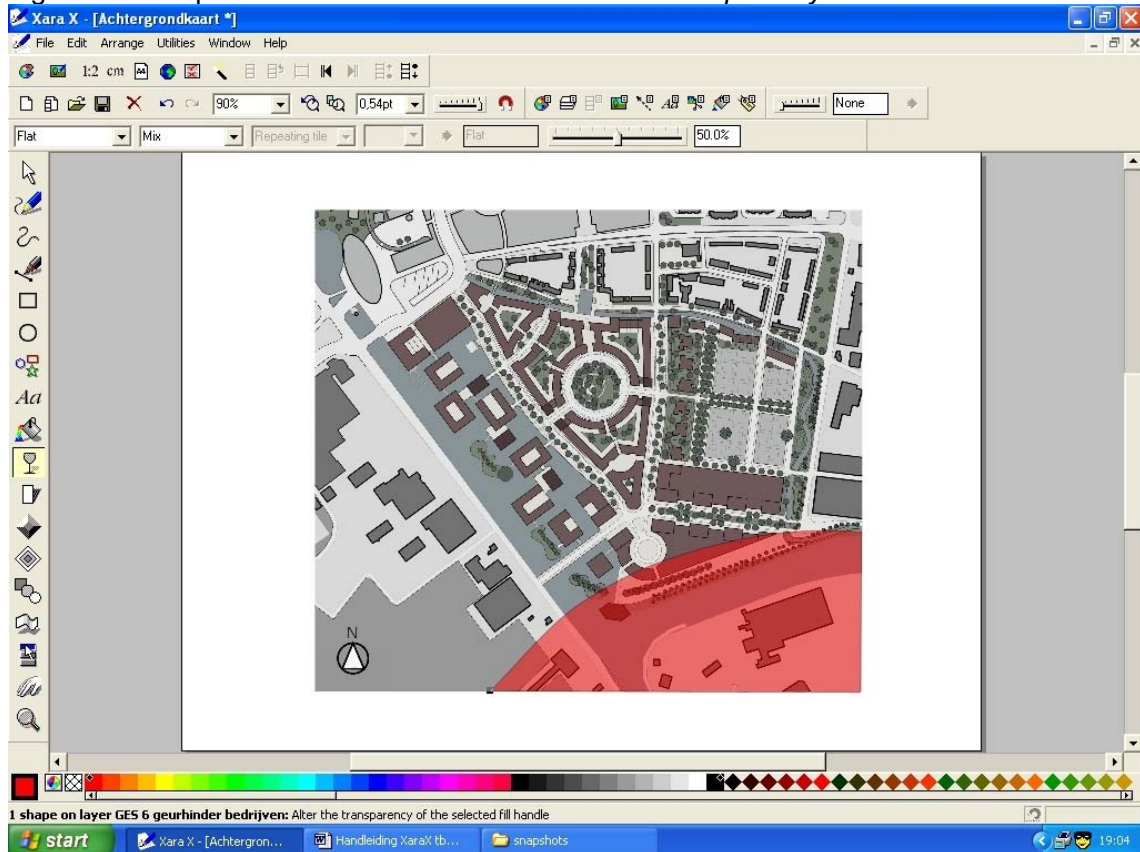 Xara X - [Achtergrondkaart *]
File Edit Arrange Utilities Window Help
1:2 cm
90%
0,54pt
None
Flat
Mix
Repeating tile
Flat
50.0%
Aa
N
1 shape on layer GES 6 geurhinder bedrijven: Alter the transparency of the selected fill handle
start
Xara X - [Achtergron...
Handleiding XaraX tb...
snapshots
19:04